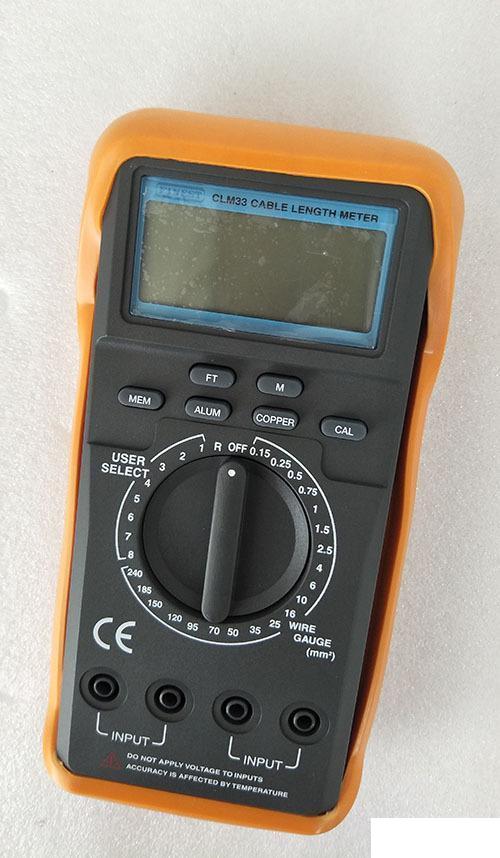 CLM33 CABLE LENGTH METER
FT
M
MEM
ALUM
COPPER
CAL
USER
SELECT
1
2
3
4
5
6
7
8
R
OFF
0.15
0.25
0.5
0.75
1
1.5
2.5
4
6
10
16
25
35
50
70
95
120
150
185
240
WIRE
GAUGE
(mm²)
CE
INPUT
INPUT
DO NOT APPLY VOLTAGE TO INPUTS
ACCURACY IS AFFECTED BY TEMPERATURE